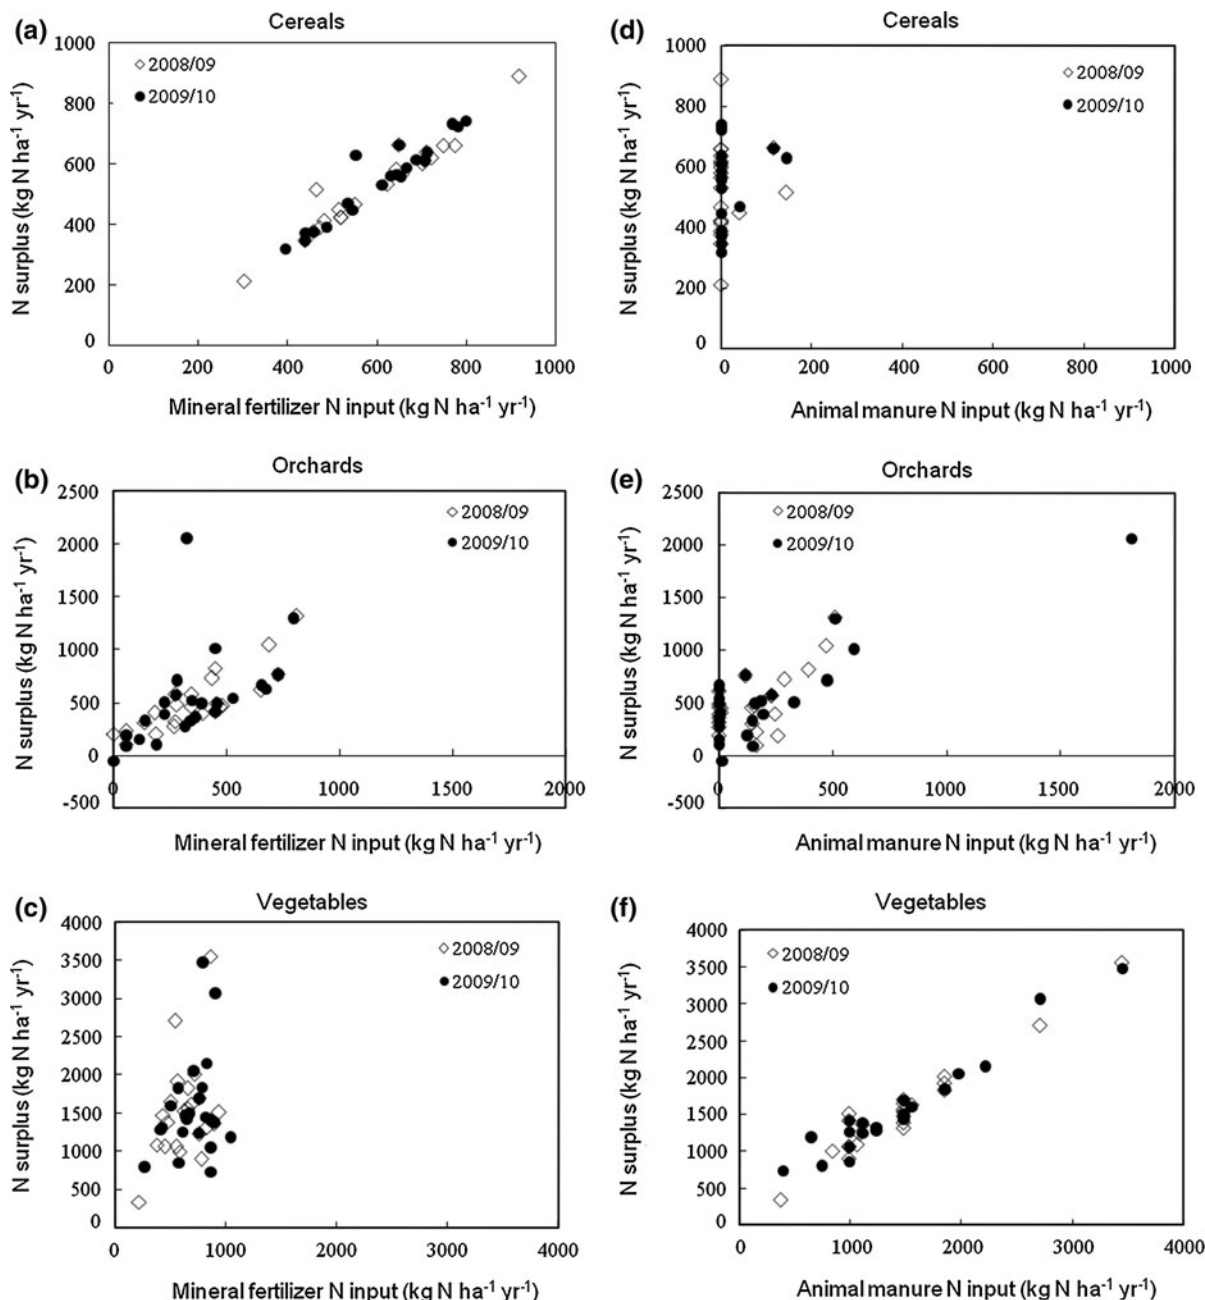 (a) Cereals
N surplus (kg N ha⁻¹ yr⁻¹)
1000
800
600
400
200
0
2008/09
2009/10
0 200 400 600 800 1000
Mineral fertilizer N input (kg N ha⁻¹ yr⁻¹)
(d) Cereals
N surplus (kg N ha⁻¹ yr⁻¹)
1000
800
600
400
200
0
2008/09
2009/10
0 200 400 600 800 1000
Animal manure N input (kg N ha⁻¹ yr⁻¹)
(b) Orchards
N surplus (kg N ha⁻¹ yr⁻¹)
2500
2000
1500
1000
500
0
-500
2008/09
2009/10
0 500 1000 1500 2000
Mineral fertilizer N input (kg N ha⁻¹ yr⁻¹)
(e) Orchards
N surplus (kg N ha⁻¹ yr⁻¹)
2500
2000
1500
1000
500
0
-500
2008/09
2009/10
0 500 1000 1500 2000
Animal manure N input (kg N ha⁻¹ yr⁻¹)
(c) Vegetables
N surplus (kg N ha⁻¹ yr⁻¹)
4000
3500
3000
2500
2000
1500
1000
500
0
2008/09
2009/10
0 1000 2000 3000 4000
Mineral fertilizer N input (kg N ha⁻¹ yr⁻¹)
(f) Vegetables
N surplus (kg N ha⁻¹ yr⁻¹)
4000
3500
3000
2500
2000
1500
1000
500
0
2008/09
2009/10
0 1000 2000 3000 4000
Animal manure N input (kg N ha⁻¹ yr⁻¹)